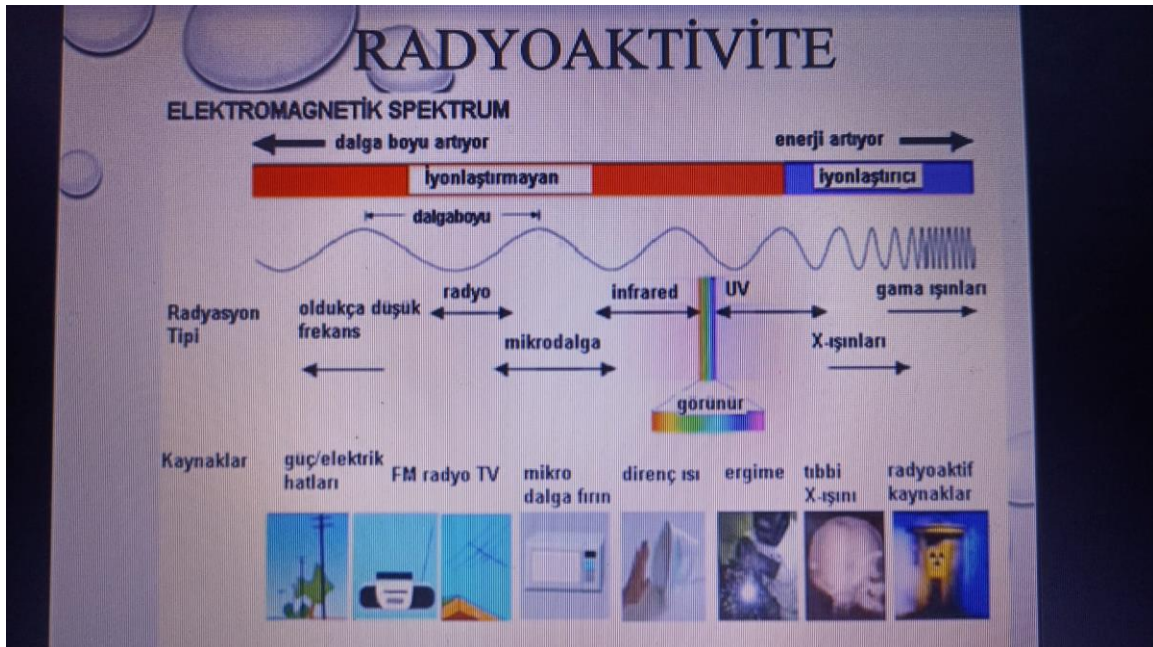 RADYOAKTİVİTE
ELEKTROMAGNETİK SPEKTRUM
dalga boyu artıyor
enerji artıyor
İyonlaştırmayan
İyonlaştırıcı
dalgaboyu
Radyasyon
Tipi
oldukça düşük
frekans
radyo
mikrodalga
infrared
UV
X-ışınları
gama ışınları
görünür
Kaynaklar
güç/elektrik
hatları
FM radyo TV
mikro
dalga fırın
direnç ısı
ergime
tıbbi
X-ışını
radyoaktif
kaynaklar